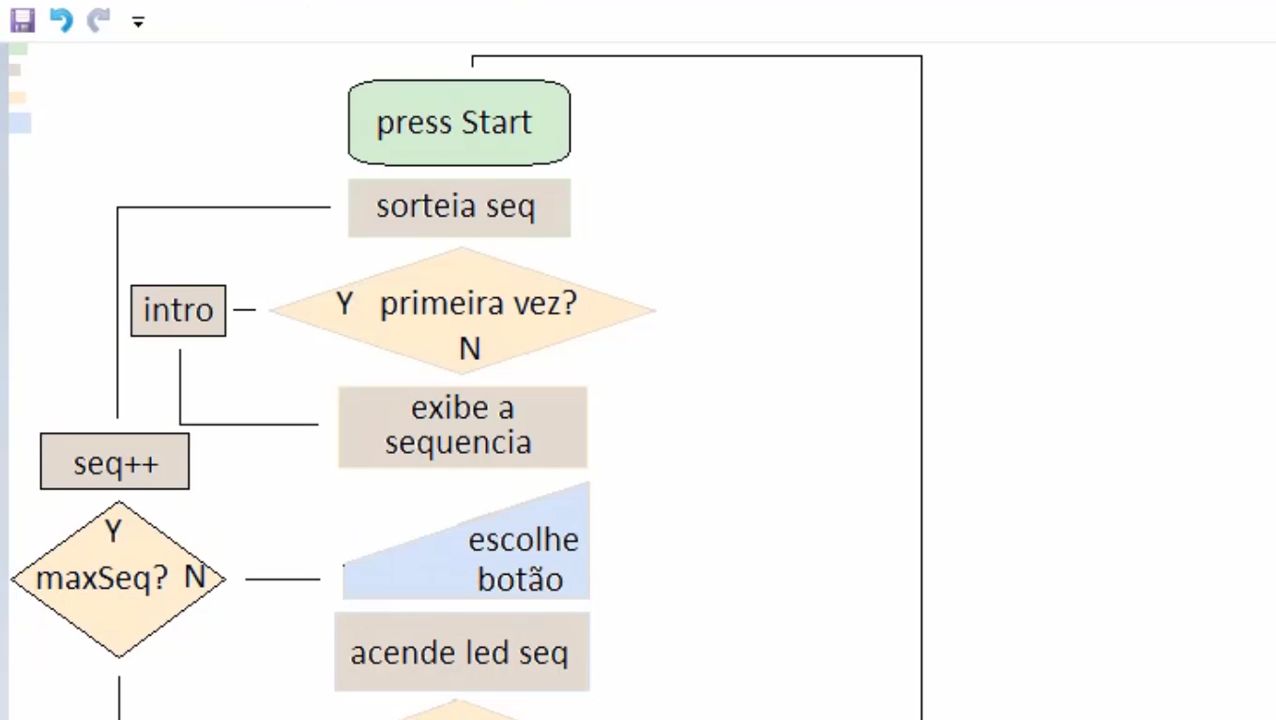 press Start
sorteia seq
intro
Y primeira vez?
N
exibe a
sequencia
seq++
Y
maxSeq? N
escolhe
botão
acende led seq